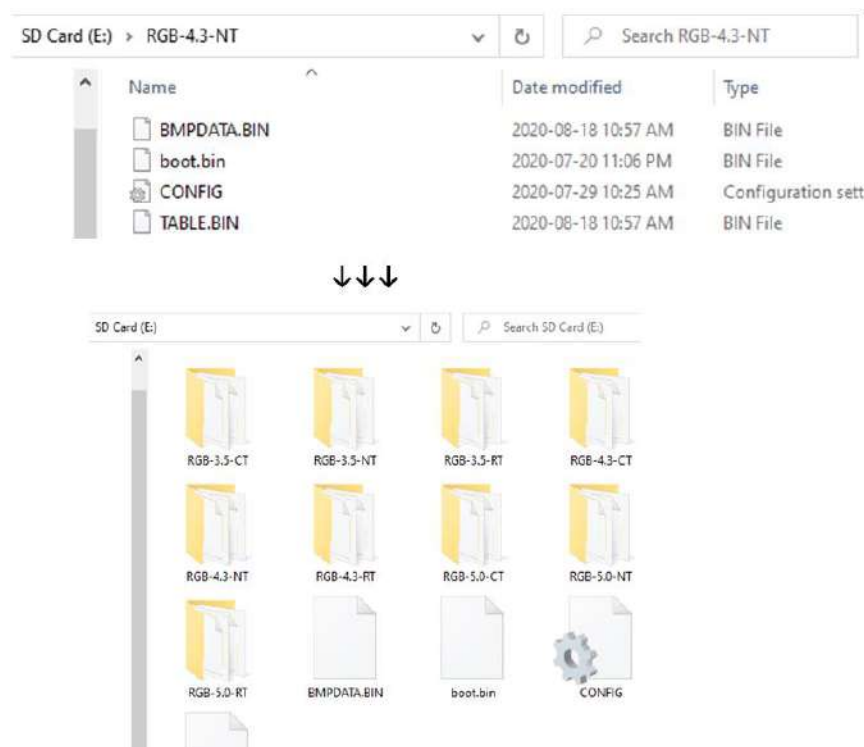 SD Card (E:) › RGB-4.3-NT Search RGB-4.3-NT
Name Date modified Type
BMPDATA.BIN 2020-08-18 10:57 AM BIN File
boot.bin 2020-07-20 11:06 PM BIN File
CONFIG 2020-07-29 10:25 AM Configuration sett
TABLE.BIN 2020-08-18 10:57 AM BIN File
↓↓↓
SD Card (E:) Search SD Card (E:)
RGB-3.5-CT RGB-3.5-NT RGB-3.5-RT RGB-4.3-CT
RGB-4.3-NT RGB-4.3-RT RGB-5.0-CT RGB-5.0-NT
RGB-5.0-RT BMPDATA.BIN boot.bin CONFIG